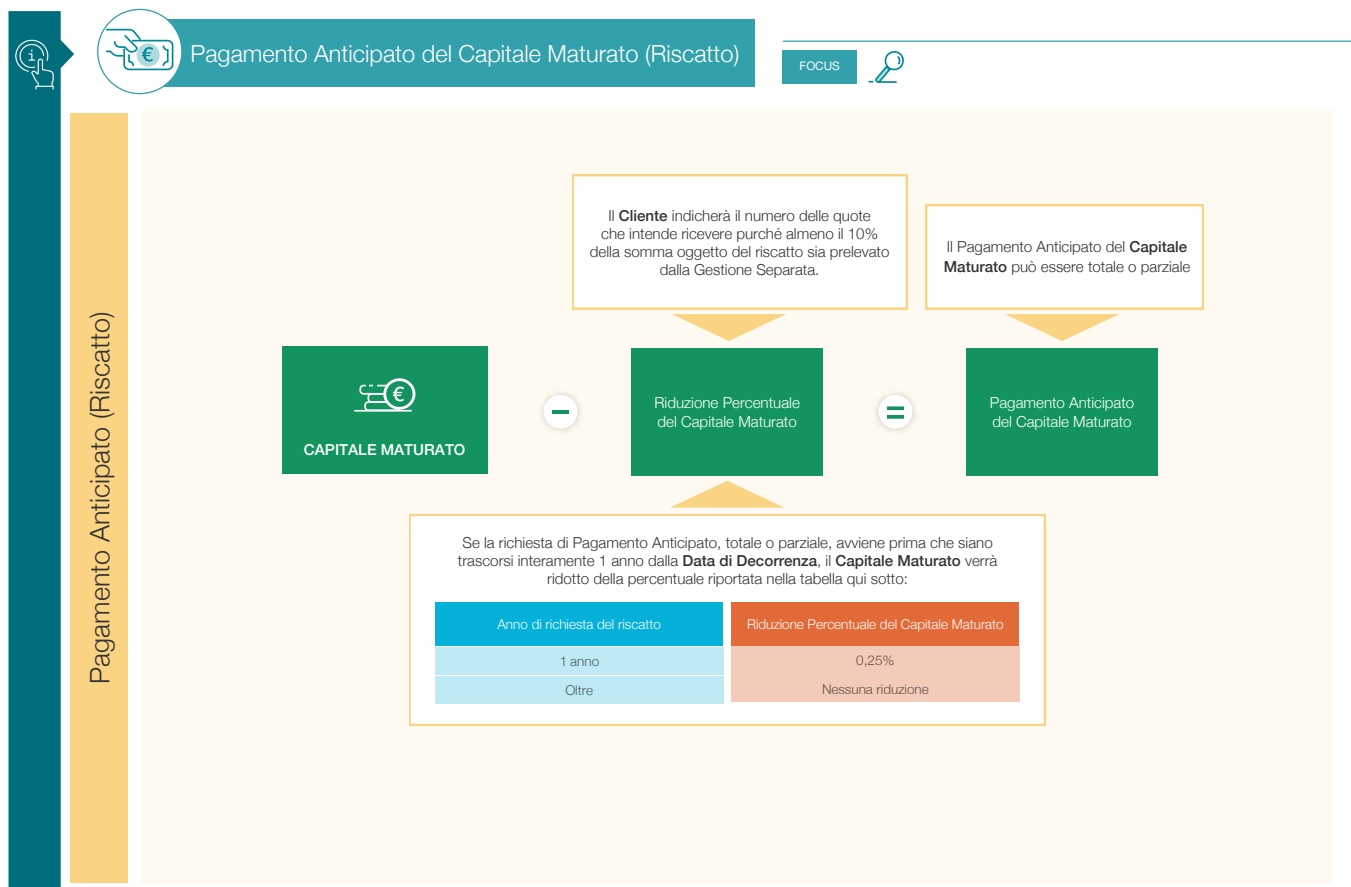 Pagamento Anticipato del Capitale Maturato (Riscatto)
FOCUS
Pagamento Anticipato (Riscatto)
Il Cliente indicherà il numero delle quote
che intende ricevere purché almeno il 10%
della somma oggetto del riscatto sia prelevato
dalla Gestione Separata.
Il Pagamento Anticipato del Capitale
Maturato può essere totale o parziale
€
CAPITALE MATURATO
-
Riduzione Percentuale
del Capitale Maturato
=
Pagamento Anticipato
del Capitale Maturato
Se la richiesta di Pagamento Anticipato, totale o parziale, avviene prima che siano
trascorsi interamente 1 anno dalla Data di Decorrenza, il Capitale Maturato verrà
ridotto della percentuale riportata nella tabella qui sotto:
Anno di richiesta del riscatto
Riduzione Percentuale del Capitale Maturato
1 anno
0,25%
Oltre
Nessuna riduzione